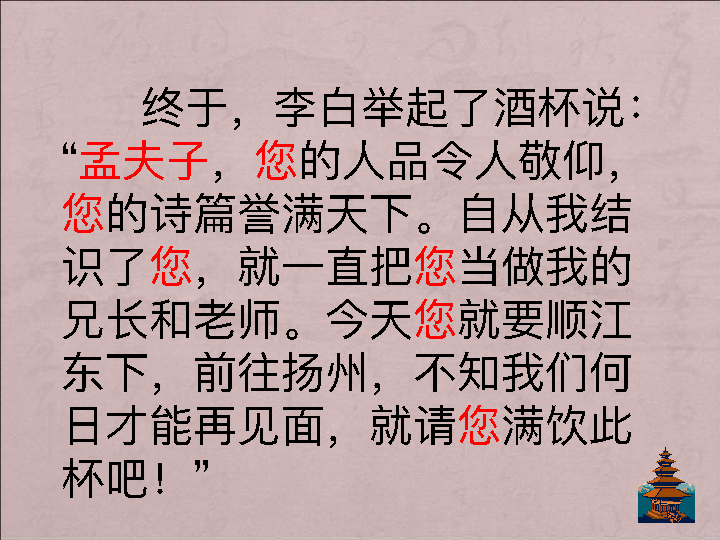 终于，李白举起了酒杯说：
“孟夫子，您的人品令人敬仰，
您的诗篇誉满天下。自从我结
识了您，就一直把您当做我的
兄长和老师。今天您就要顺江
东下，前往扬州，不知我们何
日才能再见面，就请您满饮此
杯吧！”